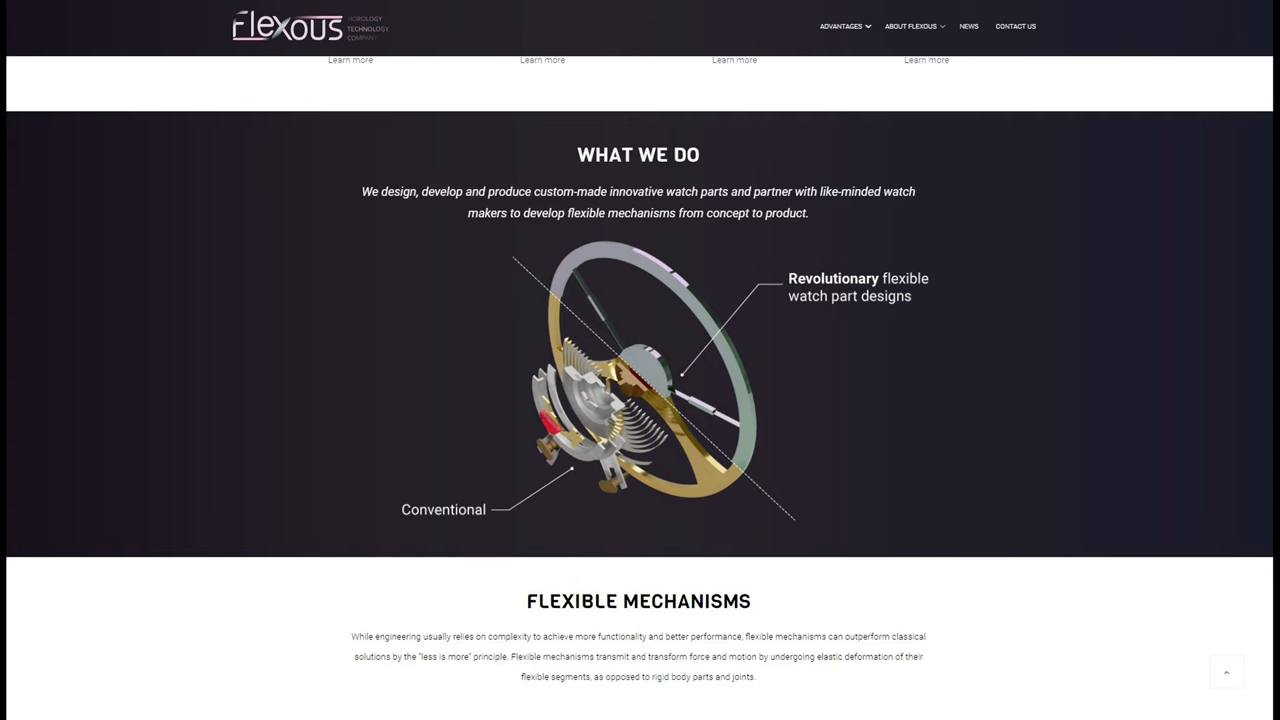 Flexous
HOROLOGY
TECHNOLOGY
COMPANY
ADVANTAGES
ABOUT FLEXOUS
NEWS
CONTACT US
Learn more
Learn more
Learn more
Learn more
WHAT WE DO
We design, develop and produce custom-made innovative watch parts and partner with like-minded watch
makers to develop flexible mechanisms from concept to product.
Revolutionary flexible
watch part designs
Conventional
FLEXIBLE MECHANISMS
While engineering usually relies on complexity to achieve more functionality and better performance, flexible mechanisms can outperform classical
solutions by the "less is more" principle. Flexible mechanisms transmit and transform force and motion by undergoing elastic deformation of their
flexible segments, as opposed to rigid body parts and joints.